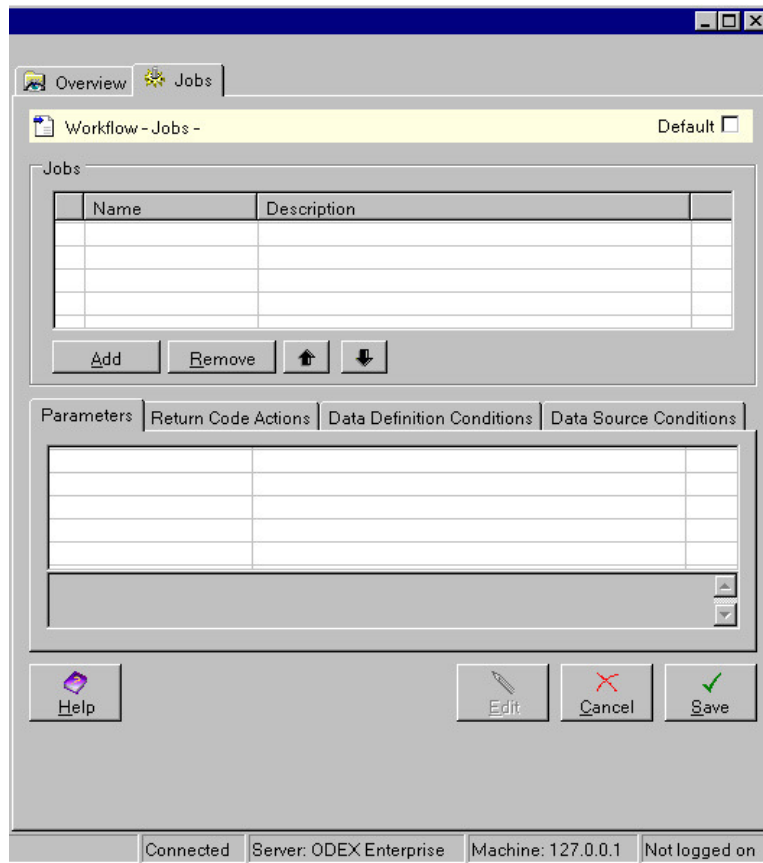 Overview Jobs
Workflow - Jobs - Default
Jobs
Name Description
Add Remove
Parameters Return Code Actions Data Definition Conditions Data Source Conditions
Help Edit Cancel Save
Connected Server: ODEX Enterprise Machine: 127.0.0.1 Not logged on